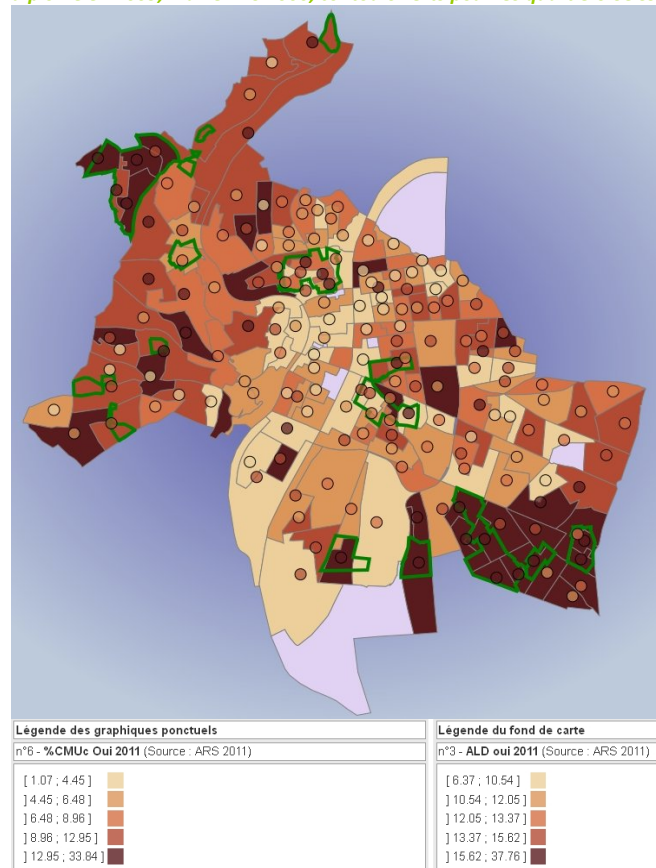 Légende des graphiques ponctuels
n°6 - %CMUc Oui 2011 (Source : ARS 2011)
[ 1.07 ; 4.45 ]
] 4.45 ; 6.48 ]
] 6.48 ; 8.96 ]
] 8.96 ; 12.95 ]
] 12.95 ; 33.84 ]
Légende du fond de carte
n°3 - ALD oui 2011 (Source : ARS 2011)
[ 6.37 ; 10.54 ]
] 10.54 ; 12.05 ]
] 12.05 ; 13.37 ]
] 13.37 ; 15.62 ]
] 15.62 ; 37.76 ]